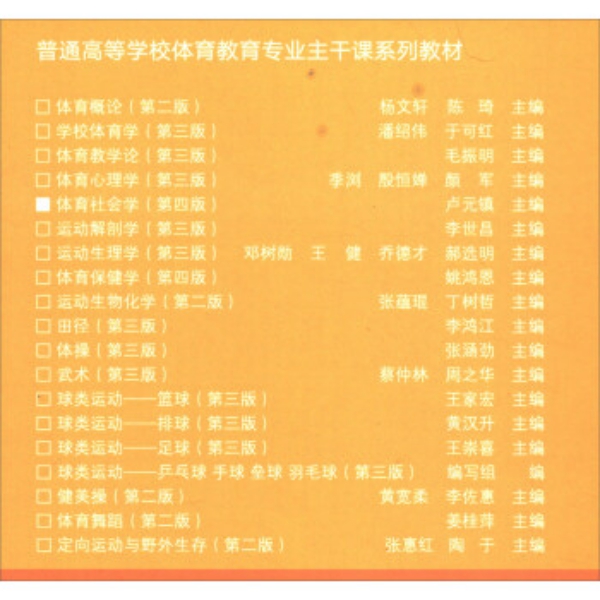 普通高等学校体育教育专业主干课系列教材
□ 体育概论（第二版） 杨文轩 陈 琦 主编
□ 学校体育学（第三版） 潘绍伟 于可红 主编
□ 体育教学论（第三版） 毛振明 主编
□ 体育心理学（第三版） 季浏 殷恒婵 颜 军 主编
■ 体育社会学（第四版） 卢元镇 主编
□ 运动解剖学（第三版） 李世昌 主编
□ 运动生理学（第三版） 邓树勋 王 健 乔德才 郝选明 主编
□ 体育保健学（第四版） 姚鸿恩 主编
□ 运动生物化学（第二版） 张蕴琨 丁树哲 主编
□ 田径（第三版） 李鸿江 主编
□ 体操（第三版） 张涵劲 主编
□ 武术（第三版） 蔡仲林 周之华 主编
□ 球类运动——篮球（第三版） 王家宏 主编
□ 球类运动——排球（第三版） 黄汉升 主编
□ 球类运动——足球（第三版） 王崇喜 主编
□ 球类运动——乒乓球 手球 垒球 羽毛球（第三版） 编写组 编
□ 健美操（第二版） 黄宽柔 李佐惠 主编
□ 体育舞蹈（第二版） 姜桂萍 主编
□ 定向运动与野外生存（第二版） 张惠红 陶 于 主编